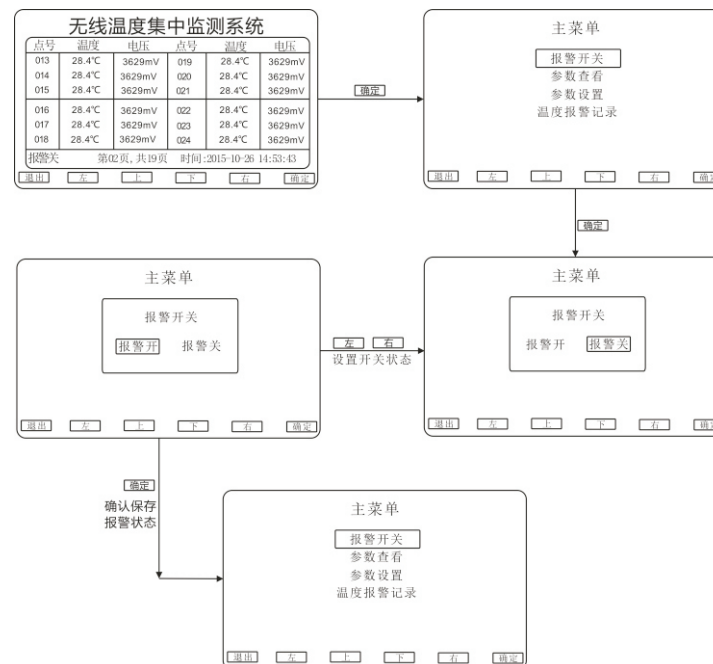 无线温度集中监测系统
点号 温度 电压 点号 温度 电压
013 28.4℃ 3629mV 019 28.4℃ 3629mV
014 28.4℃ 3629mV 020 28.4℃ 3629mV
015 28.4℃ 3629mV 021 28.4℃ 3629mV
016 28.4℃ 3629mV 022 28.4℃ 3629mV
017 28.4℃ 3629mV 023 28.4℃ 3629mV
018 28.4℃ 3629mV 024 28.4℃ 3629mV
报警关 第02页,共19页 时间:2015-10-26 14:53:43
退出 左 上 下 右 确定
确定
主菜单
报警开关
参数查看
参数设置
温度报警记录
退出 左 上 下 右 确定
确定
主菜单
报警开关
报警开 报警关
退出 左 上 下 右 确定
左 右
设置开关状态
主菜单
报警开关
报警开 报警关
退出 左 上 下 右 确定
确定
确认保存
报警状态
主菜单
报警开关
参数查看
参数设置
温度报警记录
退出 左 上 下 右 确定